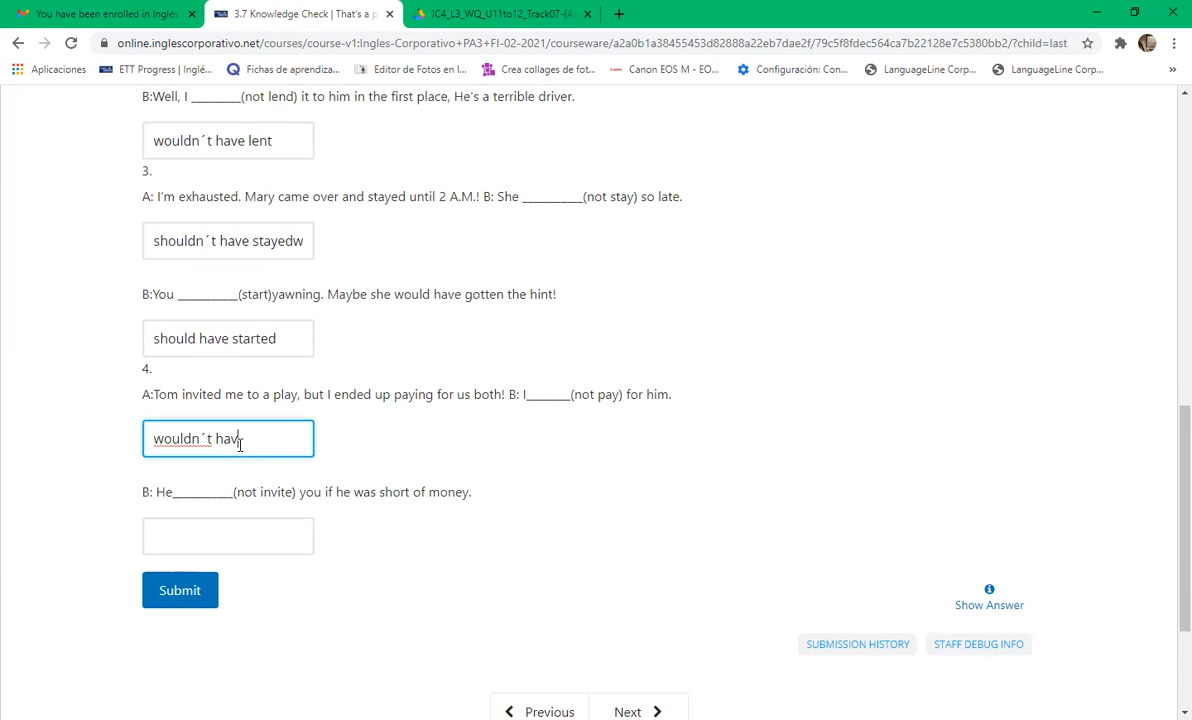 You have been enrolled in Inglés
3.7 Knowledge Check | That's a p
IC4_L3_WQ_U11to12_Track07-[A
online.inglescorporativo.net/courses/course-v1:Ingles-Corporativo+PA3+FI-02-2021/courseware/a2a0b1a38455453d82888a22eb7dae2f/79c5f8fdec564ca7b22128e7c5380bb2/?child=last
Aplicaciones
ETT Progress | Inglé...
Fichas de aprendiza...
Editor de Fotos en l...
Crea collages de fot...
Canon EOS M - EO...
Configuración: Con...
LanguageLine Corp...
LanguageLine Corp...
B:Well, I ________(not lend) it to him in the first place, He's a terrible driver.
wouldn´t have lent
3.
A: I'm exhausted. Mary came over and stayed until 2 A.M.! B: She __________(not stay) so late.
shouldn´t have stayedw
B:You __________(start)yawning. Maybe she would have gotten the hint!
should have started
4.
A:Tom invited me to a play, but I ended up paying for us both! B: I_______(not pay) for him.
wouldn´t hav
B: He__________(not invite) you if he was short of money.
Submit
Show Answer
SUBMISSION HISTORY
STAFF DEBUG INFO
Previous
Next